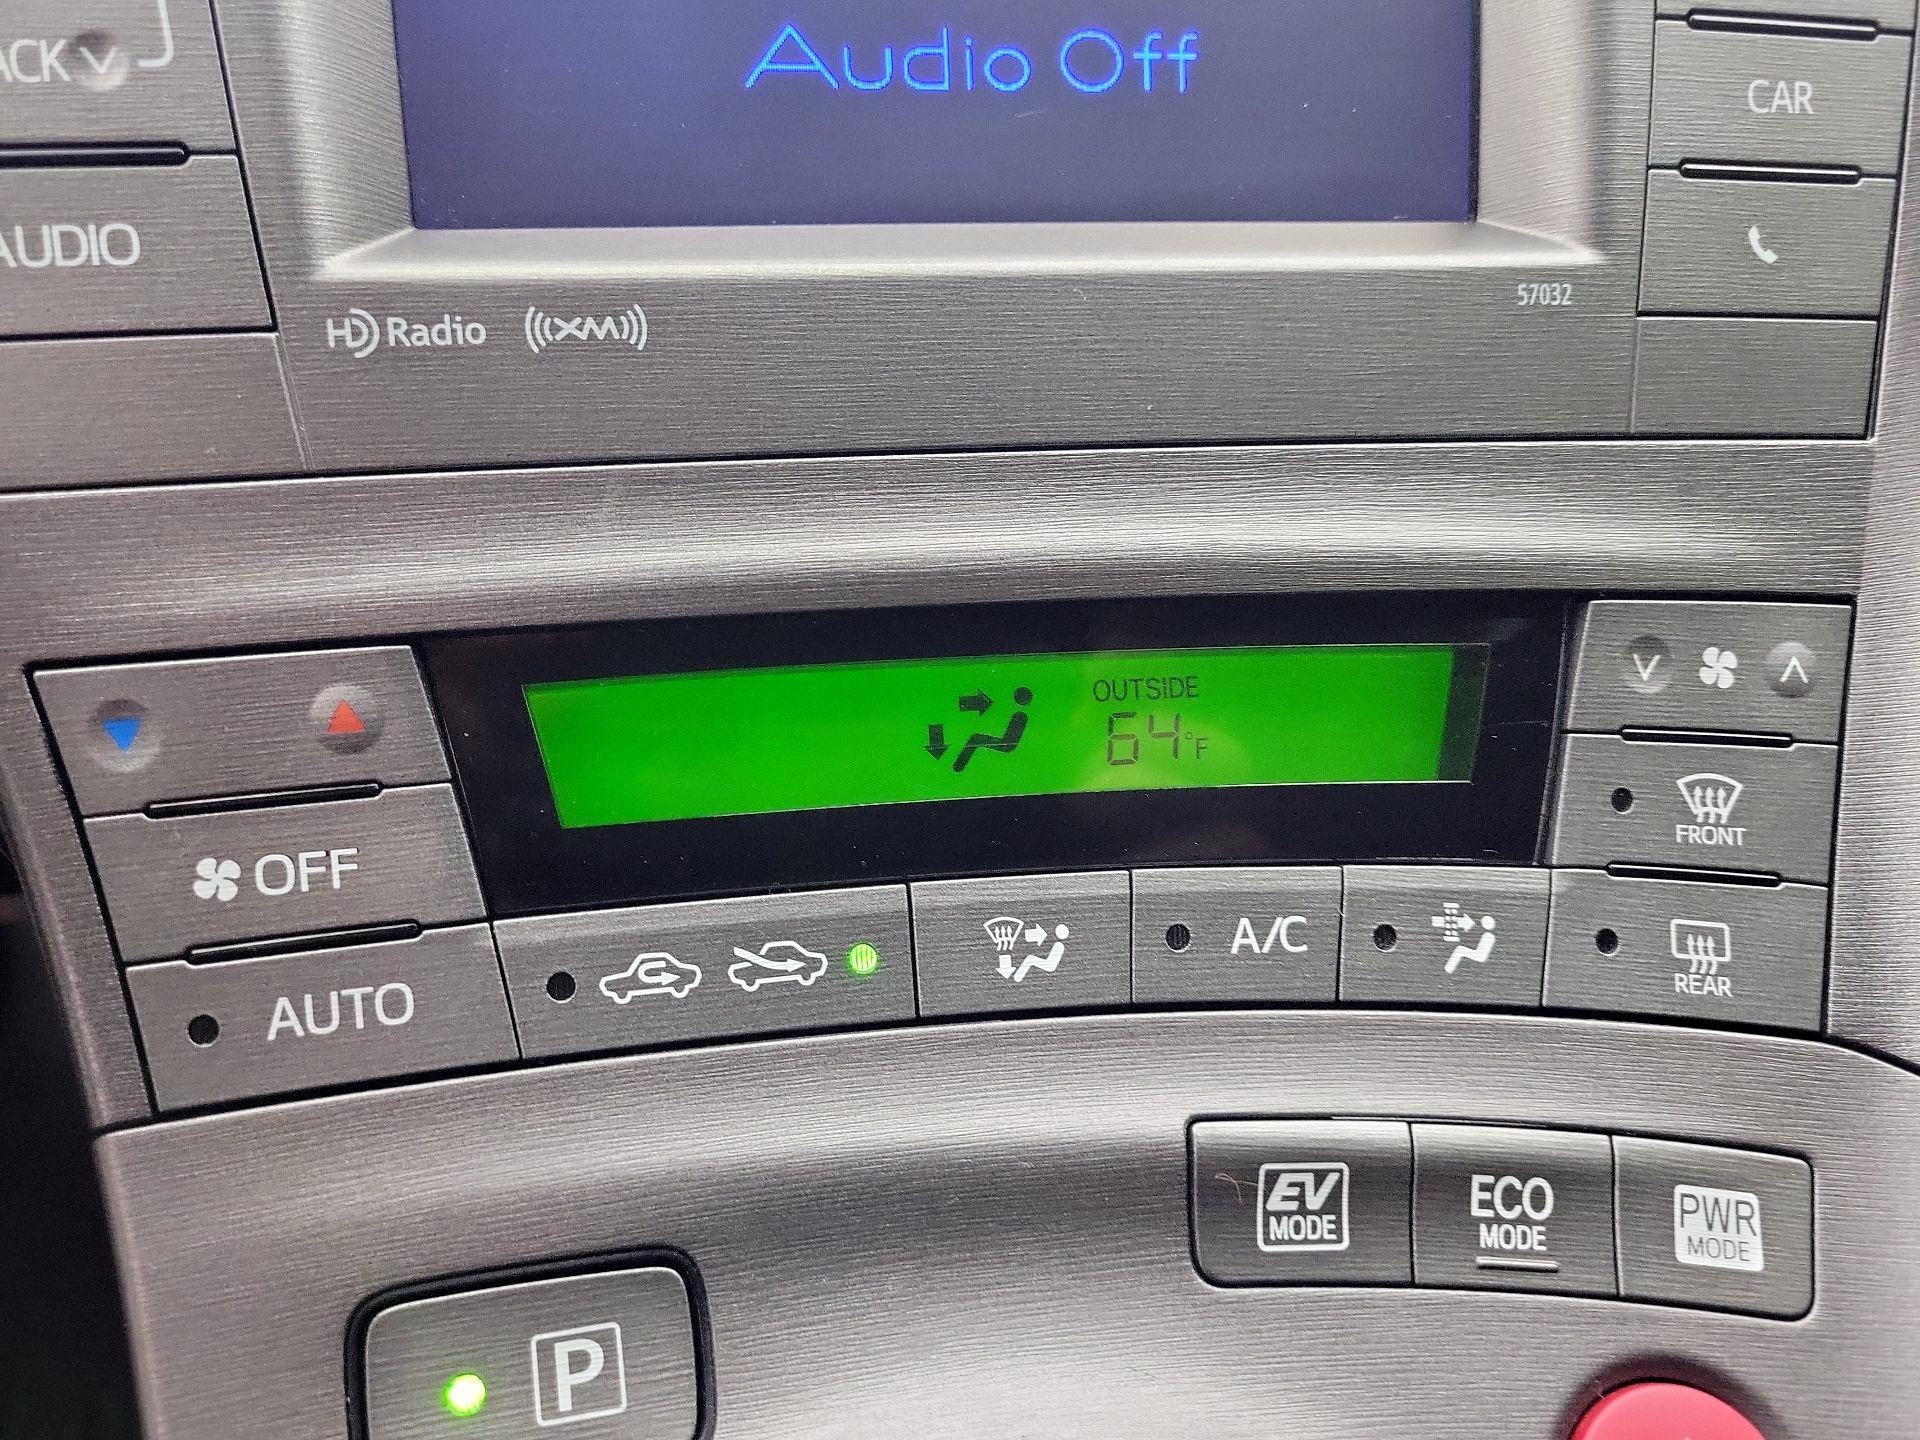 Audio Off
ACK
CAR
AUDIO
57032
HD Radio
((XM))
OUTSIDE
64°F
FRONT
OFF
A/C
REAR
AUTO
EV
MODE
ECO
MODE
PWR
MODE
P